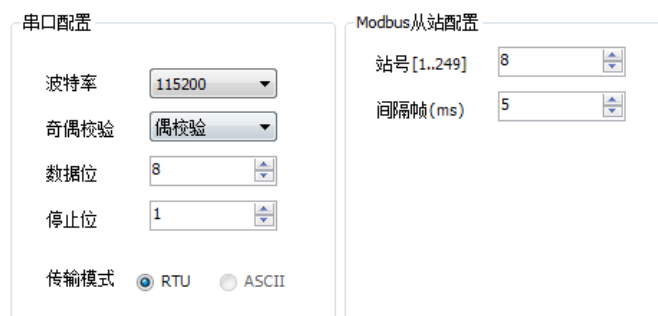 串口配置
波特率 115200
奇偶校验 偶校验
数据位 8
停止位 1
传输模式 RTU ASCII
Modbus从站配置
站号[1..249] 8
间隔帧(ms) 5